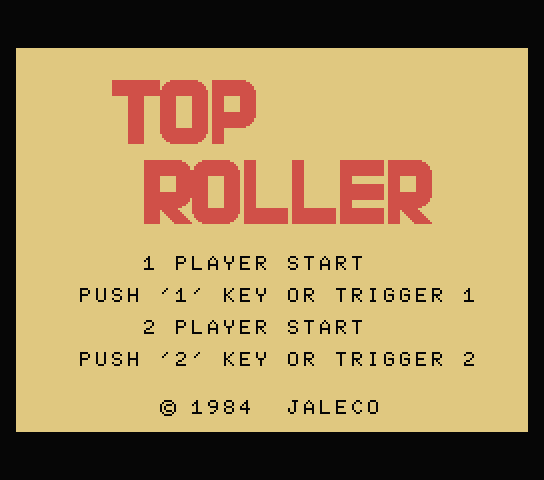 TOP
ROLLER
1 PLAYER START
PUSH '1' KEY OR TRIGGER 1
2 PLAYER START
PUSH '2' KEY OR TRIGGER 2
© 1984 JALECO